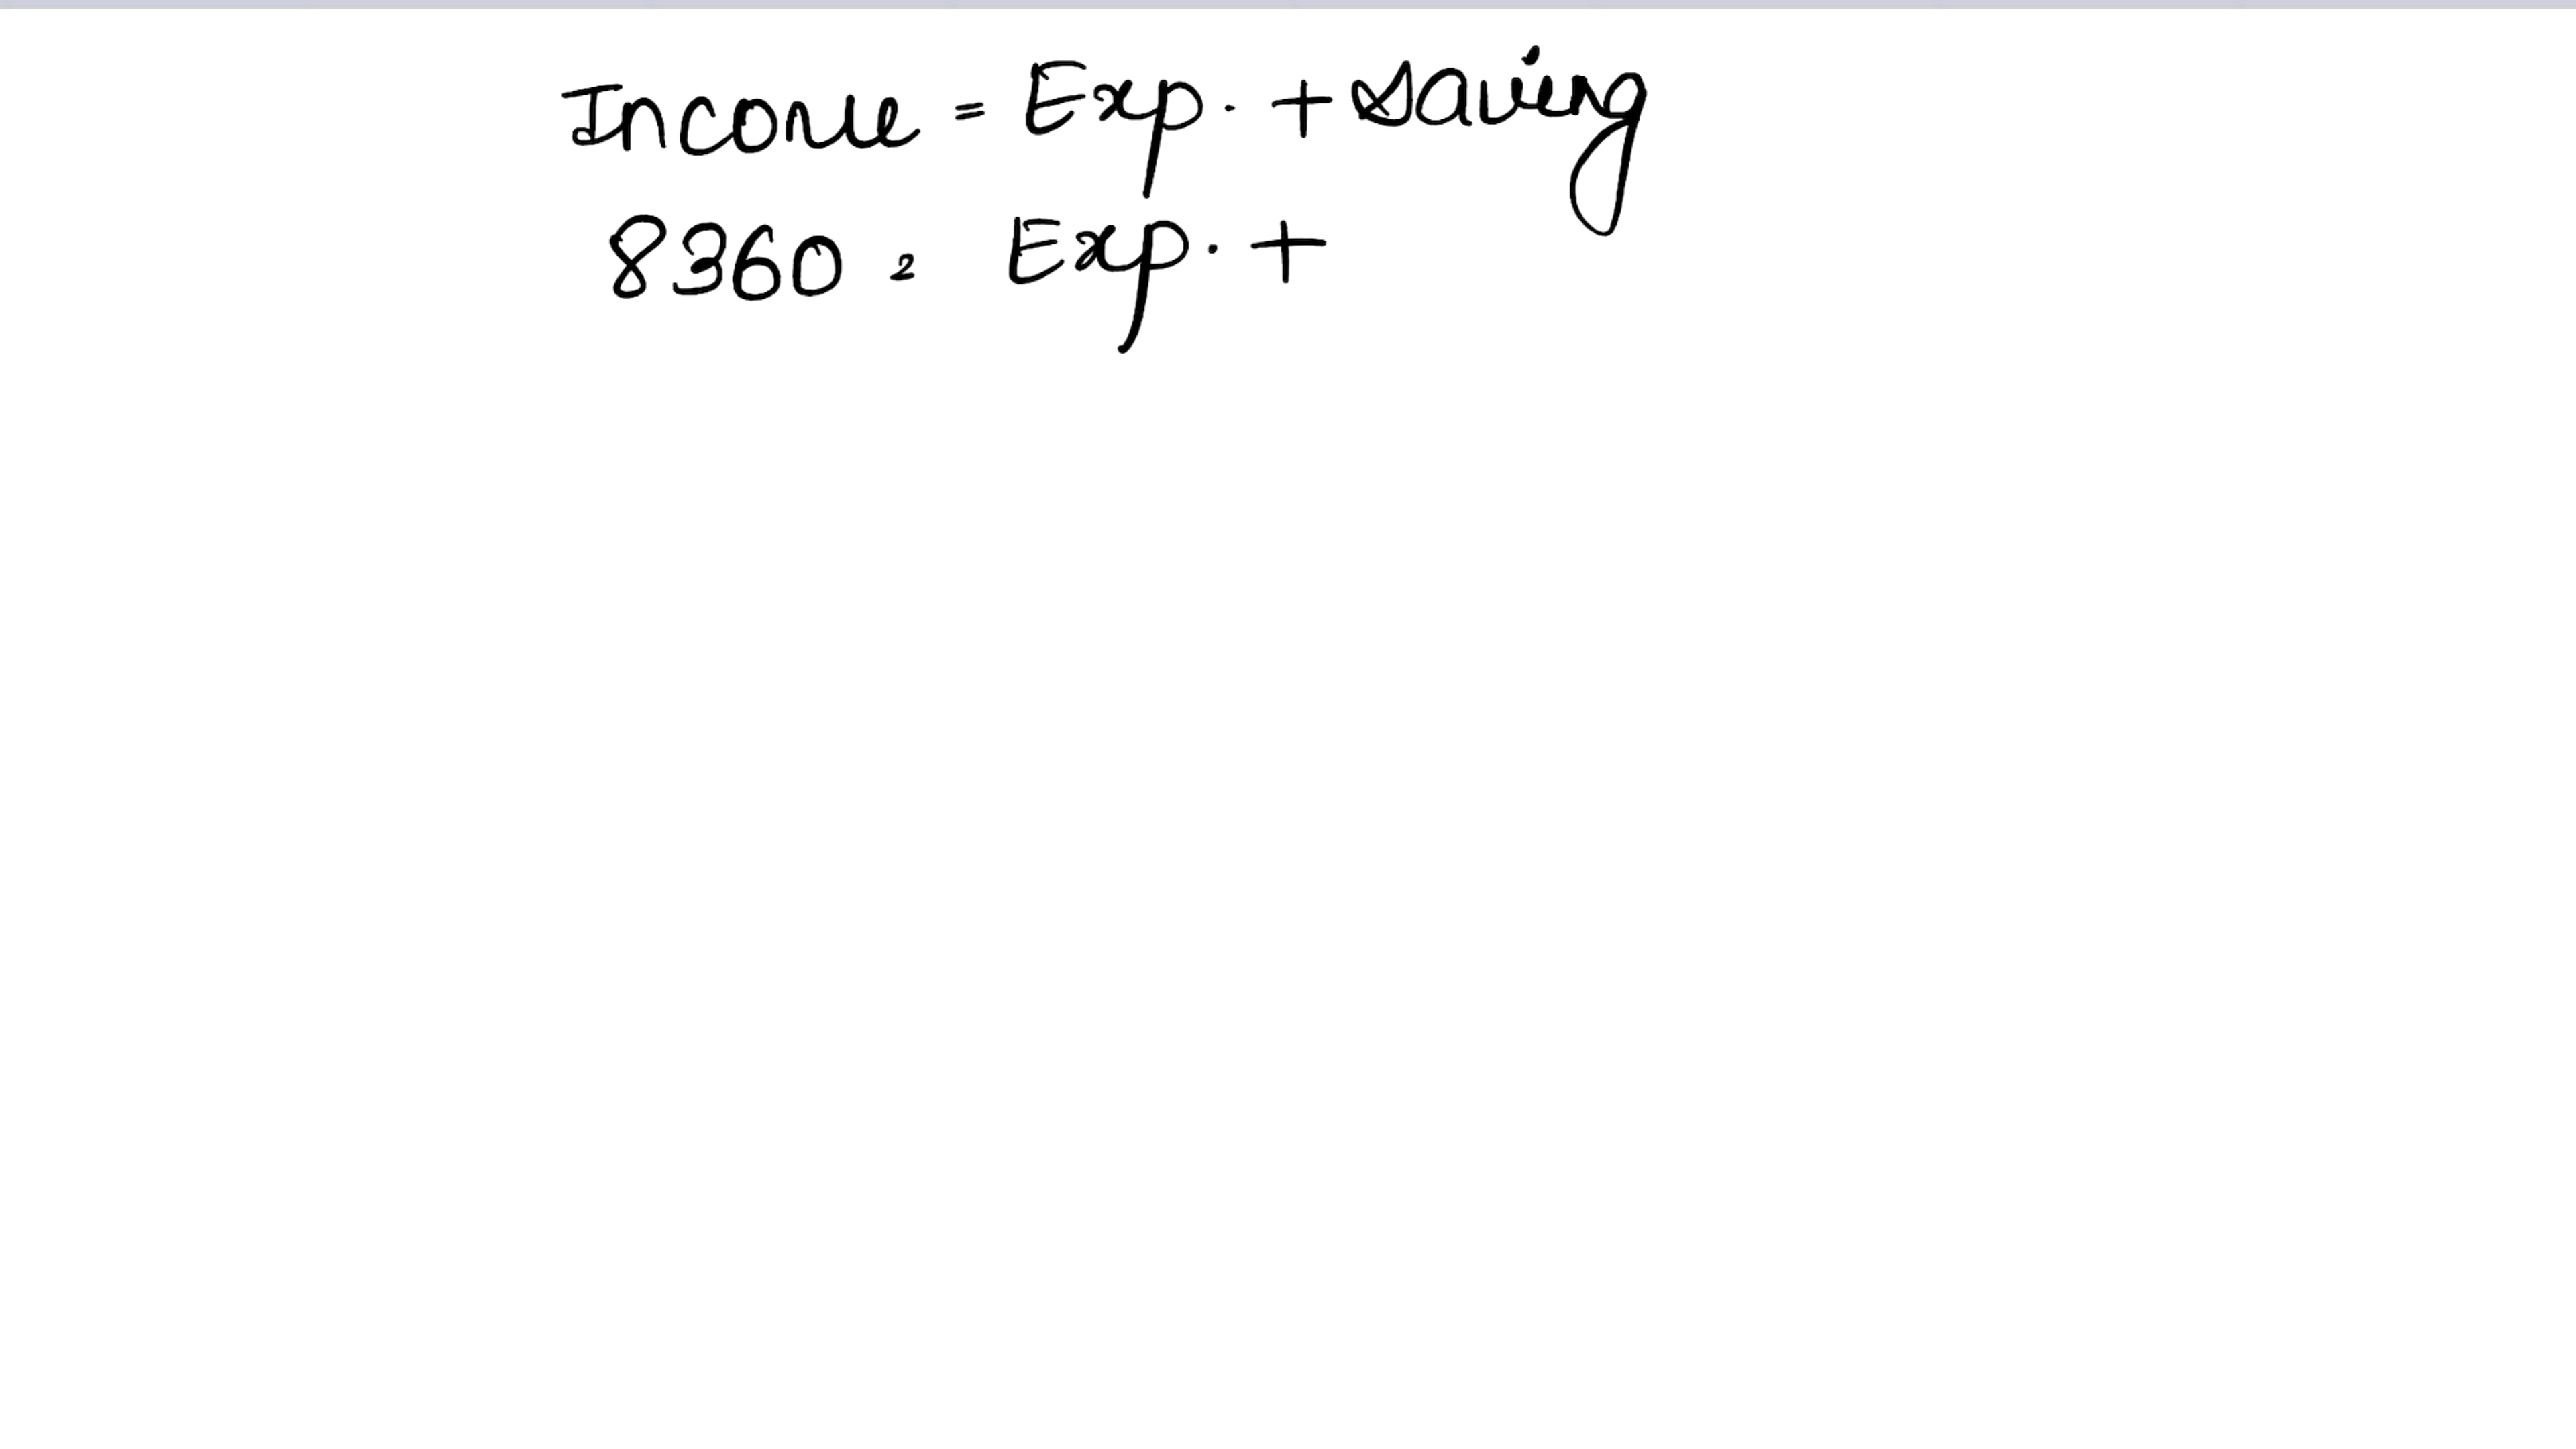 Income = Exp. + Saving
8360 = Exp. +